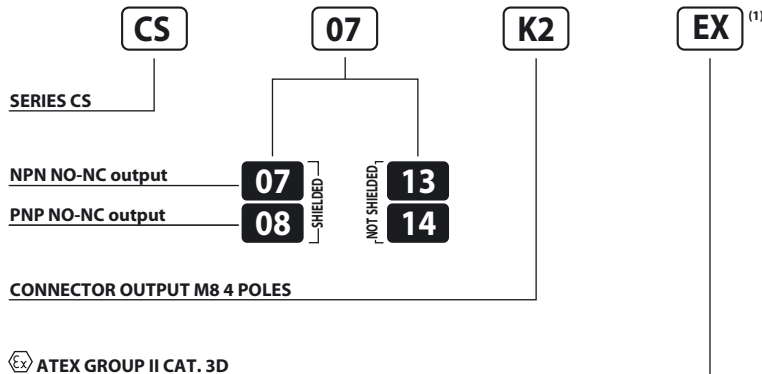 CS 07 K2 EX (1)
SERIES CS
NPN NO-NC output 07 SHIELDED NOT SHIELDED 13
PNP NO-NC output 08 14
CONNECTOR OUTPUT M8 4 POLES
Ex ATEX GROUP II CAT. 3D